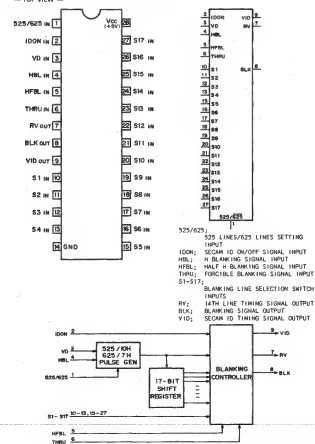 — TOP VIEW —
525/625 IN 1
IDON IN 2
VD IN 3
HBL IN 4
HFBL IN 5
THRU IN 6
RV OUT 7
BLK OUT 8
VID OUT 9
S1 IN 10
S2 IN 11
S3 IN 12
S4 IN 13
14 GND
VCC (+5V) 28
27 S17 IN
26 S16 IN
25 S15 IN
24 S14 IN
23 S13 IN
22 S12 IN
21 S11 IN
20 S10 IN
19 S9 IN
18 S8 IN
17 S7 IN
16 S6 IN
15 S5 IN
2 IDON VID 9
3 VD RV 7
4 HBL
5 HFBL
6 THRU
10 S1 BLK 8
11 S2
12 S3
13 S4
15 S5
16 S6
17 S7
18 S8
19 S9
20 S10
21 S11
22 S12
23 S13
24 S14
25 S15
26 S16
27 S17
525/625
1
525/625;
525 LINES/625 LINES SETTING
INPUT
IDON; SECAM ID ON/OFF SIGNAL INPUT
HBL; H BLANKING SIGNAL INPUT
HFBL; HALF H BLANKING SIGNAL INPUT
THRU; FORCIBLE BLANKING SIGNAL INPUT
S1-S17;
BLANKING LINE SELECTION SWITCH
INPUTS
RV; 14TH LINE TIMING SIGNAL OUTPUT
BLK; BLANKING SIGNAL OUTPUT
VID; SECAM ID TIMING SIGNAL OUTPUT
IDON 2
VD 3
HBL 4
525/625 1
525/10H
625/7H
PULSE GEN
17-BIT
SHIFT
REGISTER
BLANKING
CONTROLLER
9 VID
7 RV
8 BLK
S1-S17 10-13, 15-27
HFBL 5
THRU 6